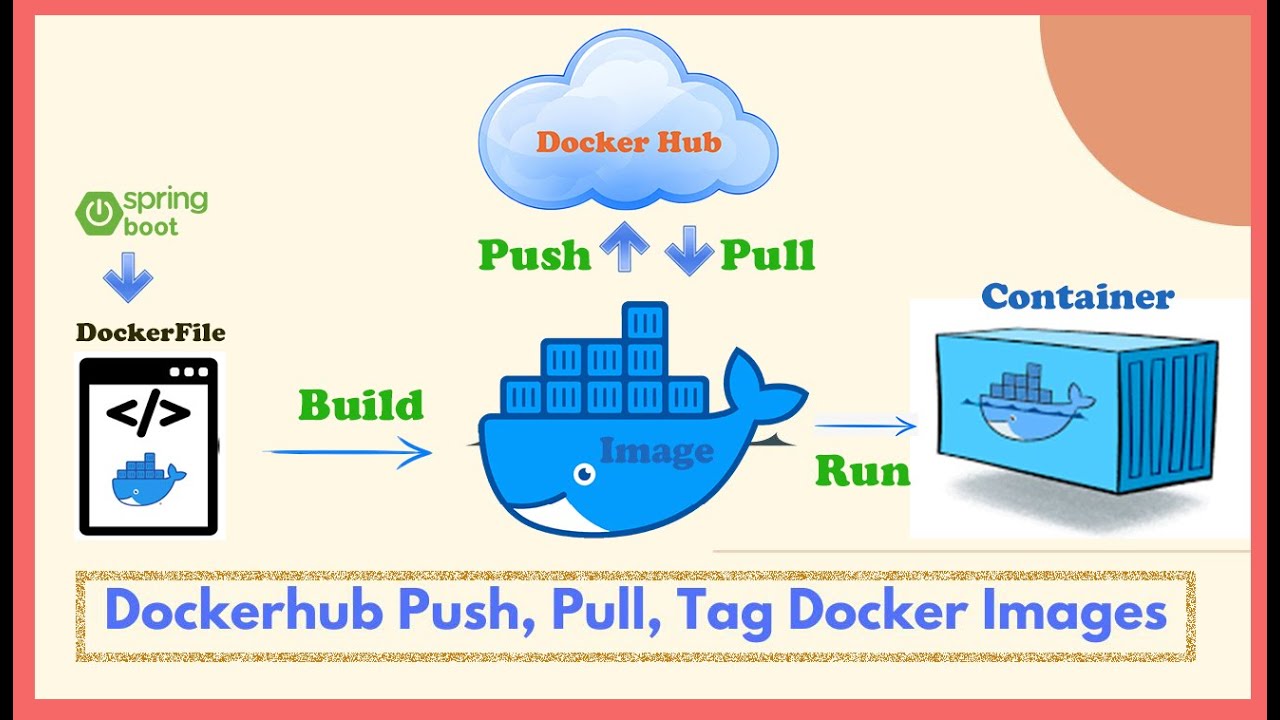 Docker Hub
spring
boot
Push
Pull
DockerFile
</>
Build
Image
Run
Container
Dockerhub Push, Pull, Tag Docker Images